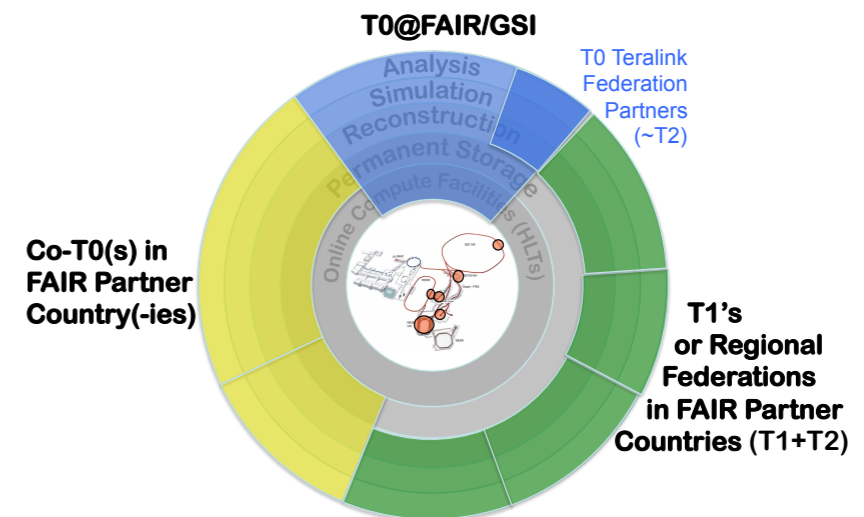 T0@FAIR/GSI
T0 Teralink
Federation
Partners
(~T2)
Analysis
Simulation
Reconstruction
Permanent Storage
Online Compute Facilities (HLTs)
Co-T0(s) in
FAIR Partner
Country(-ies)
T1's
or Regional
Federations
in FAIR Partner
Countries (T1+T2)